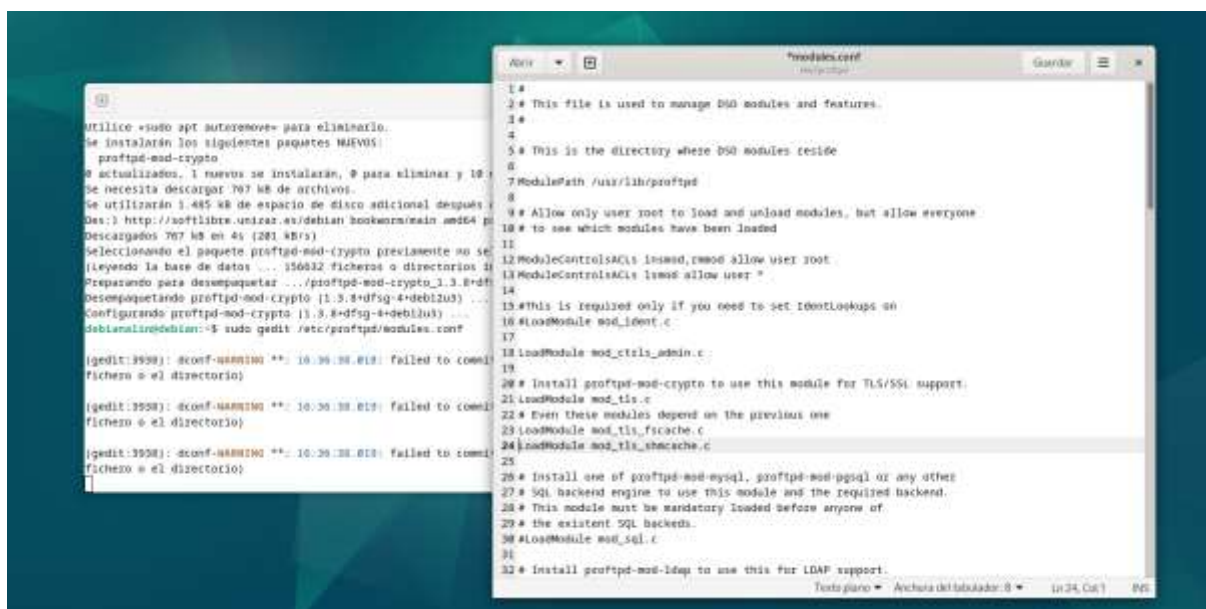 Utilice «sudo apt autoremove» para eliminarlo.
Se instalarán los siguientes paquetes NUEVOS:
proftpd-mod-crypto
0 actualizados, 1 nuevos se instalarán, 0 para eliminar y 10
Se necesita descargar 767 kB de archivos.
Se utilizarán 1.485 kB de espacio de disco adicional después
Des:1 http://softlibre.unizar.es/debian bookworm/main amd64
Descargados 767 kB en 4s (201 kB/s)
Seleccionando el paquete proftpd-mod-crypto previamente no se
(Leyendo la base de datos ... 156632 ficheros o directorios
Preparando para desempaquetar .../proftpd-mod-crypto_1.3.8+dfs
Desempaquetando proftpd-mod-crypto (1.3.8+dfsg-4+deb12u3) ...
Configurando proftpd-mod-crypto (1.3.8+dfsg-4+deb12u3) ...
debianalin@debian:~$ sudo gedit /etc/proftpd/modules.conf
(gedit:3938): dconf-WARNING **: failed to commi
fichero o el directorio)
(gedit:3938): dconf-WARNING **: failed to commi
fichero o el directorio)
(gedit:3938): dconf-WARNING **: failed to commi
fichero o el directorio)
Abrir *modules.conf Guardar
/etc/proftpd
1 #
2 # This file is used to manage DSO modules and features.
3 #
4
5 # This is the directory where DSO modules reside
6
7 ModulePath /usr/lib/proftpd
8
9 # Allow only user root to load and unload modules, but allow everyone
10 # to see which modules have been loaded
11
12 ModuleControlsACLs insmod,rmmod allow user root
13 ModuleControlsACLs lsmod allow user *
14
15 #This is required only if you need to set IdentLookups on
16 #LoadModule mod_ident.c
17
18 LoadModule mod_ctrls_admin.c
19
20 # Install proftpd-mod-crypto to use this module for TLS/SSL support.
21 LoadModule mod_tls.c
22 # Even these modules depend on the previous one
23 LoadModule mod_tls_fscache.c
24 LoadModule mod_tls_shmcache.c
25
26 # Install one of proftpd-mod-mysql, proftpd-mod-pgsql or any other
27 # SQL backend engine to use this module and the required backend.
28 # This module must be mandatory loaded before anyone of
29 # the existent SQL backeds.
30 #LoadModule mod_sql.c
31
32 # Install proftpd-mod-ldap to use this for LDAP support.
Texto plano Anchura del tabulador: 8 Ln 24, Col 1 INS